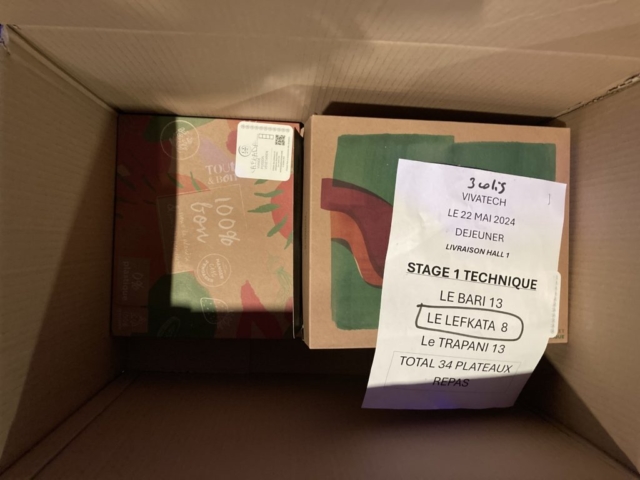 100%
bon
3 colis
VIVATECH
LE 22 MAI 2024
DEJEUNER
LIVRAISON HALL 1
STAGE 1 TECHNIQUE
LE BARI 13
LE LEFKATA 8
Le TRAPANI 13
TOTAL 34 PLATEAUX
REPAS